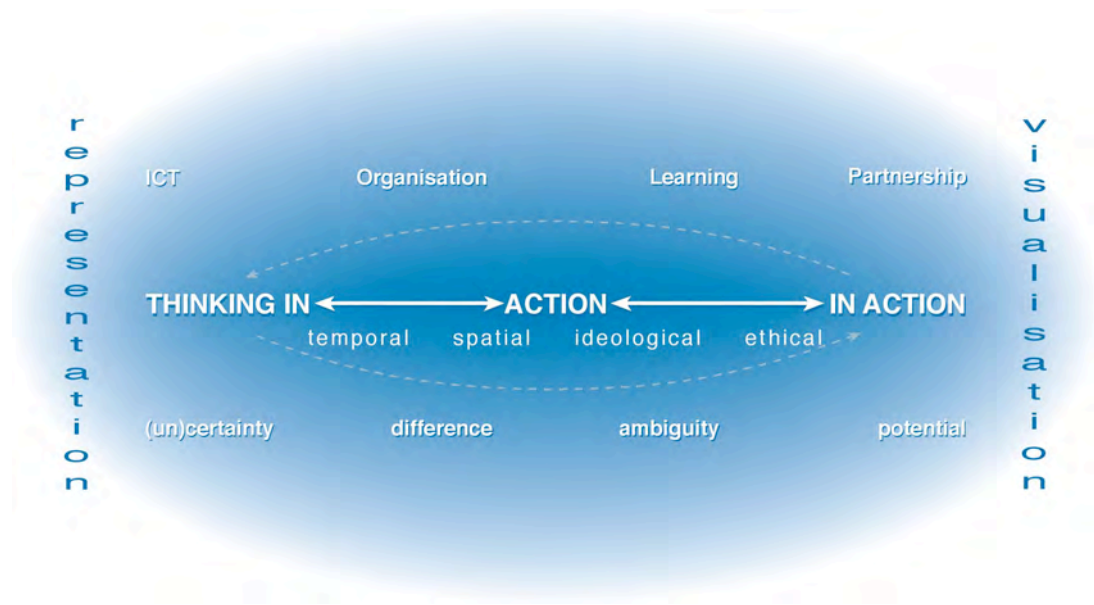 representation
ICT Organisation Learning Partnership
THINKING IN ACTION IN ACTION
temporal spatial ideological ethical
(un)certainty difference ambiguity potential
visualisation